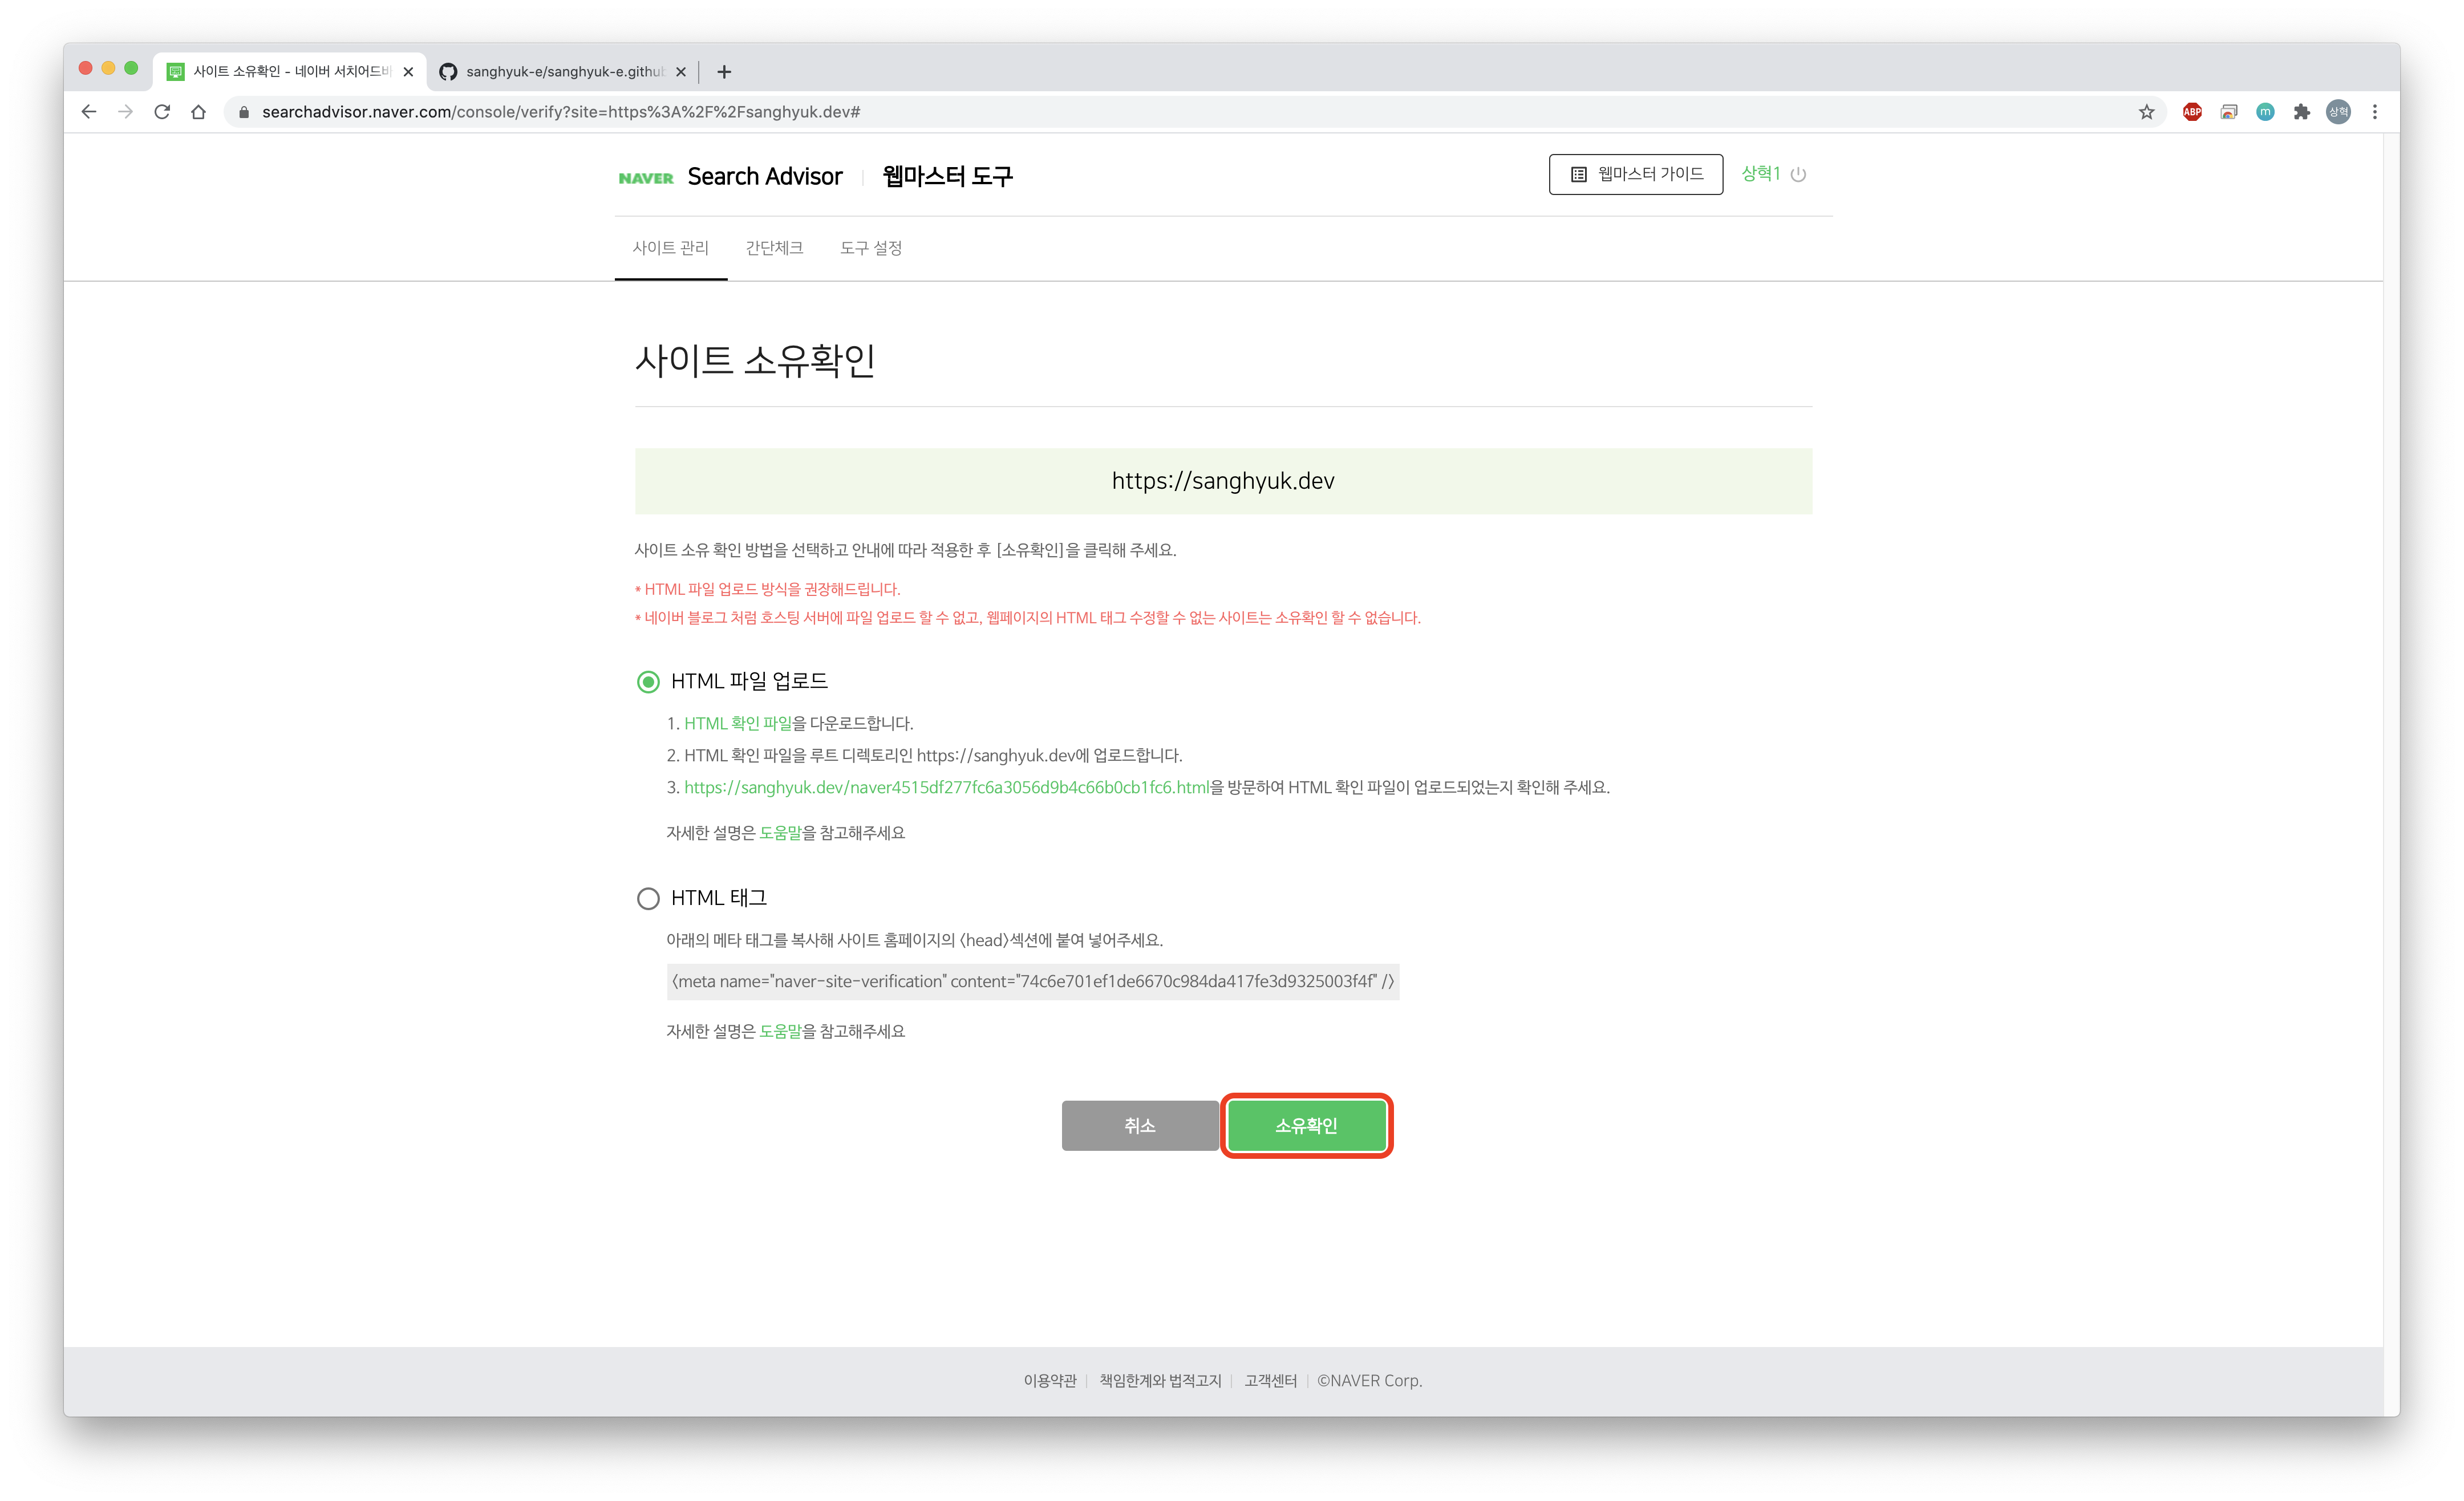 사이트 소유확인 - 네이버 서치어드바
sanghyuk-e/sanghyuk-e.github
searchadvisor.naver.com/console/verify?site=https%3A%2F%2Fsanghyuk.dev#
ABP
m
상혁
NAVER Search Advisor 웹마스터 도구
웹마스터 가이드
상혁1
사이트 관리 간단체크 도구 설정
사이트 소유확인
https://sanghyuk.dev
사이트 소유 확인 방법을 선택하고 안내에 따라 적용한 후 [소유확인]을 클릭해 주세요.
* HTML 파일 업로드 방식을 권장해드립니다.
* 네이버 블로그 처럼 호스팅 서버에 파일 업로드 할 수 없고, 웹페이지의 HTML 태그 수정할 수 없는 사이트는 소유확인 할 수 없습니다.
HTML 파일 업로드
1. HTML 확인 파일을 다운로드합니다.
2. HTML 확인 파일을 루트 디렉토리인 https://sanghyuk.dev에 업로드합니다.
3. https://sanghyuk.dev/naver4515df277fc6a3056d9b4c66b0cb1fc6.html을 방문하여 HTML 확인 파일이 업로드되었는지 확인해 주세요.
자세한 설명은 도움말을 참고해주세요
HTML 태그
아래의 메타 태그를 복사해 사이트 홈페이지의 <head>섹션에 붙여 넣어주세요.
<meta name="naver-site-verification" content="74c6e701ef1de6670c984da417fe3d9325003f4f" />
자세한 설명은 도움말을 참고해주세요
취소
소유확인
이용약관 책임한계와 법적고지 고객센터 ©NAVER Corp.